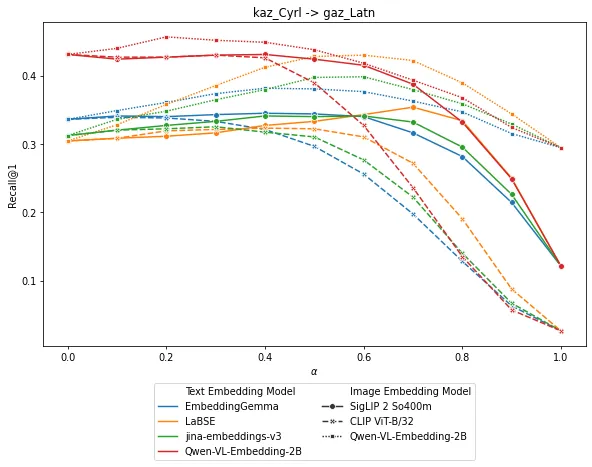 kaz_Cyrl -> gaz_Latn
Recall@1
0.4
0.3
0.2
0.1
0.0 0.2 0.4 0.6 0.8 1.0
α
Text Embedding Model
EmbeddingGemma
LaBSE
jina-embeddings-v3
Qwen-VL-Embedding-2B
Image Embedding Model
SigLIP 2 So400m
CLIP ViT-B/32
Qwen-VL-Embedding-2B